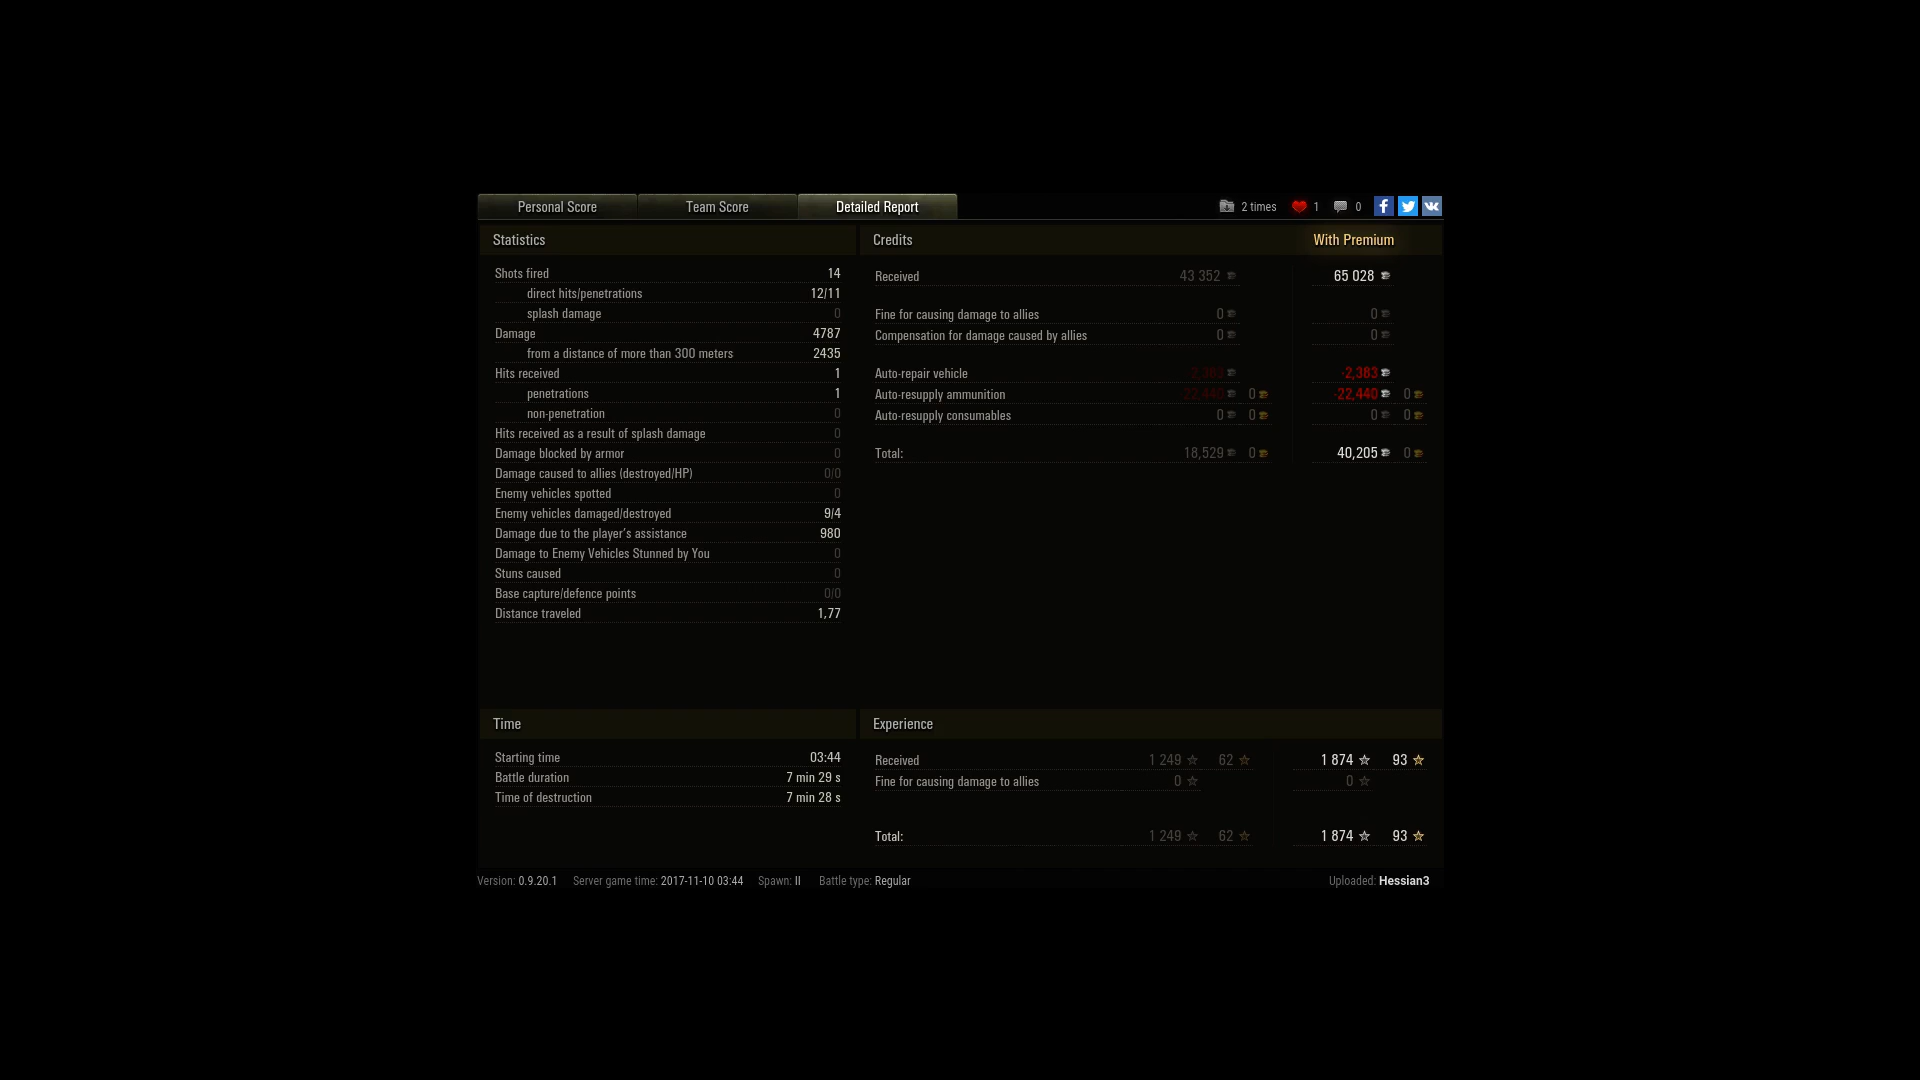 Personal Score Team Score Detailed Report 2 times 1 0
Statistics
Shots fired 14
direct hits/penetrations 12/11
splash damage 0
Damage 4787
from a distance of more than 300 meters 2435
Hits received 1
penetrations 1
non-penetration 0
Hits received as a result of splash damage 0
Damage blocked by armor 0
Damage caused to allies (destroyed/HP) 0/0
Enemy vehicles spotted 0
Enemy vehicles damaged/destroyed 9/4
Damage due to the player's assistance 980
Damage to Enemy Vehicles Stunned by You 0
Stuns caused 0
Base capture/defence points 0/0
Distance traveled 1,77
Credits With Premium
Received 43 352 65 028
Fine for causing damage to allies 0 0
Compensation for damage caused by allies 0 0
Auto-repair vehicle 2,383 -2,383
Auto-resupply ammunition 22,440 0 -22,440 0
Auto-resupply consumables 0 0 0 0
Total: 18,529 0 40,205 0
Time
Starting time 03:44
Battle duration 7 min 29 s
Time of destruction 7 min 28 s
Experience
Received 1 249 62 1 874 93
Fine for causing damage to allies 0 0
Total: 1 249 62 1 874 93
Version: 0.9.20.1 Server game time: 2017-11-10 03:44 Spawn: II Battle type: Regular Uploaded: Hessian3